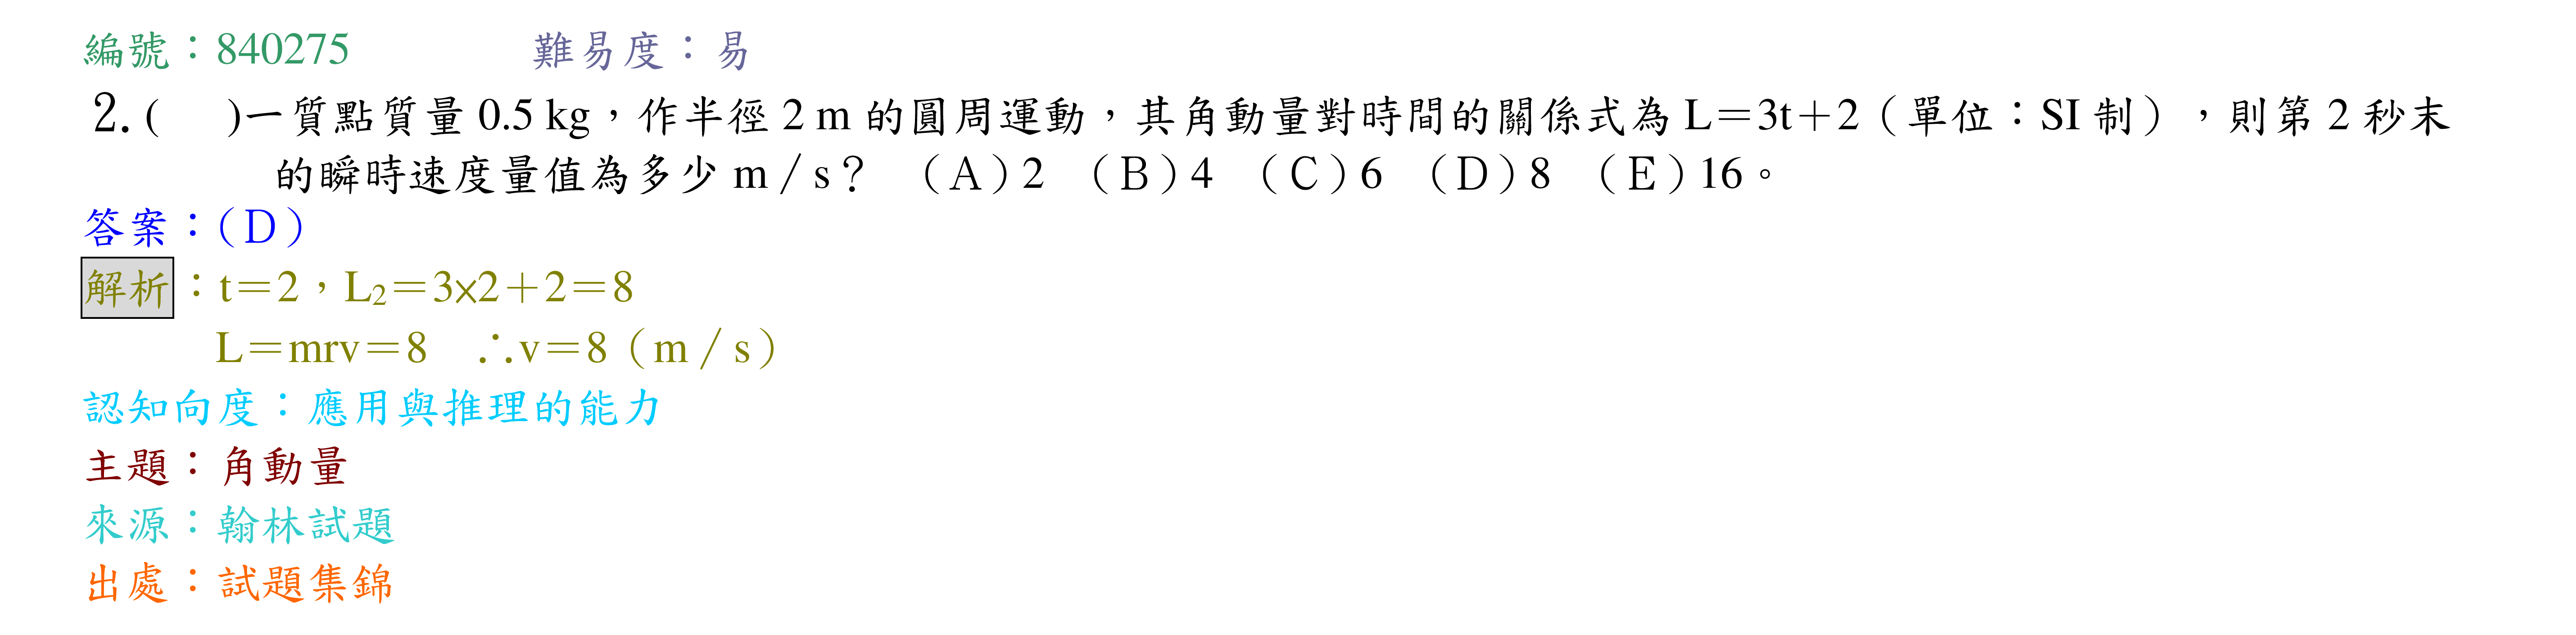 編號：840275　難易度：易
2.(　)一質點質量 0.5 kg，作半徑 2 m 的圓周運動，其角動量對時間的關係式為 L＝3t＋2（單位：SI 制），則第 2 秒末
的瞬時速度量值為多少 m／s？　（A）2　（B）4　（C）6　（D）8　（E）16。
答案：（D）
解析：t＝2，L₂＝3×2＋2＝8
L＝mrv＝8　∴v＝8（m／s）
認知向度：應用與推理的能力
主題：角動量
來源：翰林試題
出處：試題集錦